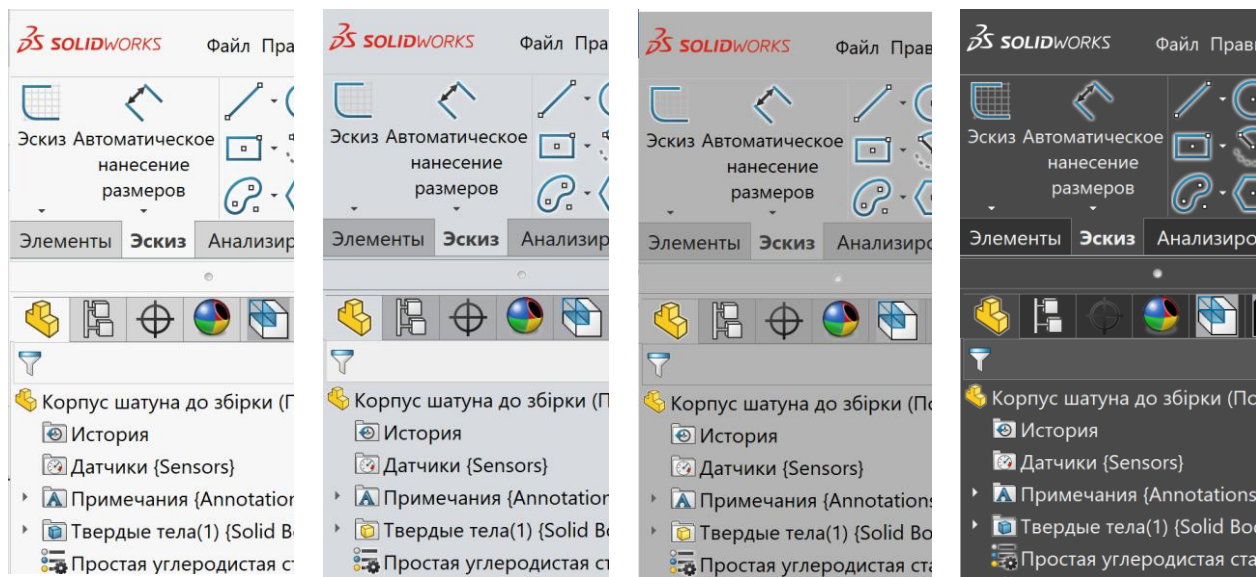 SOLIDWORKS Файл Пра
Эскиз Автоматическое
нанесение
размеров
Элементы Эскиз Анализир
Корпус шатуна до збірки (П
История
Датчики {Sensors}
Примечания {Annotation
Твердые тела(1) {Solid B
Простая углеродистая ст
SOLIDWORKS Файл Пра
Эскиз Автоматическое
нанесение
размеров
Элементы Эскиз Анализир
Корпус шатуна до збірки (П
История
Датчики {Sensors}
Примечания {Annotation
Твердые тела(1) {Solid Bo
Простая углеродистая ст
SOLIDWORKS Файл Прав
Эскиз Автоматическое
нанесение
размеров
Элементы Эскиз Анализиро
Корпус шатуна до збірки (По
История
Датчики {Sensors}
Примечания {Annotations
Твердые тела(1) {Solid Bo
Простая углеродистая ста
SOLIDWORKS Файл Прави
Эскиз Автоматическое
нанесение
размеров
Элементы Эскиз Анализиро
Корпус шатуна до збірки (По
История
Датчики {Sensors}
Примечания {Annotations
Твердые тела(1) {Solid Bod
Простая углеродистая ста